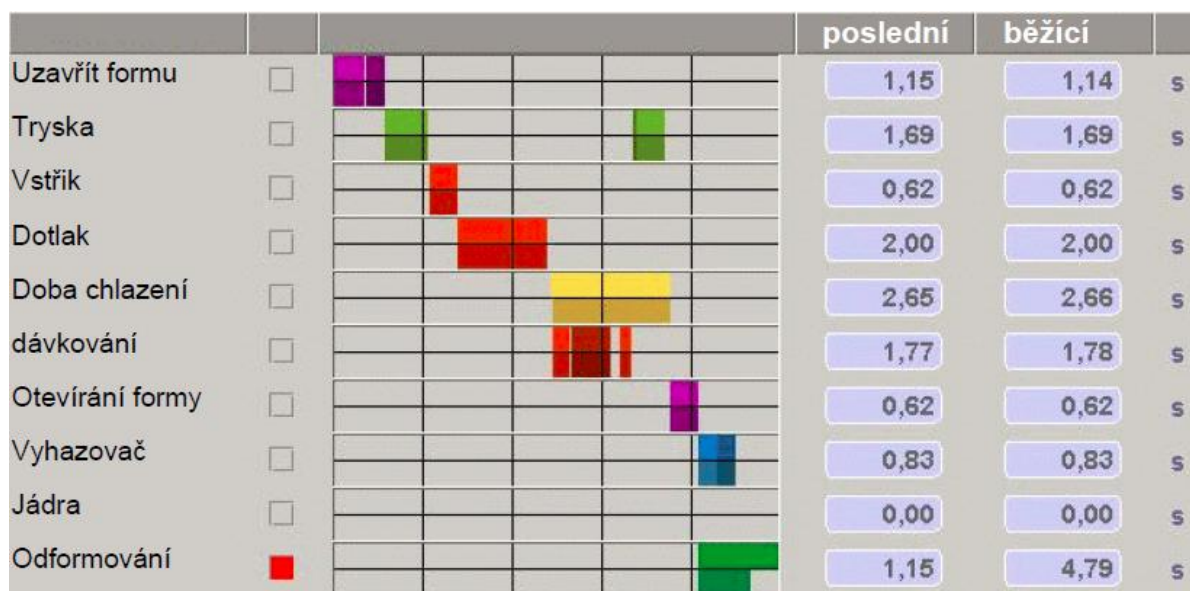 poslední běžící
Uzavřít formu 1,15 1,14 s
Tryska 1,69 1,69 s
Vstřik 0,62 0,62 s
Dotlak 2,00 2,00 s
Doba chlazení 2,65 2,66 s
dávkování 1,77 1,78 s
Otevírání formy 0,62 0,62 s
Vyhazovač 0,83 0,83 s
Jádra 0,00 0,00 s
Odformování 1,15 4,79 s